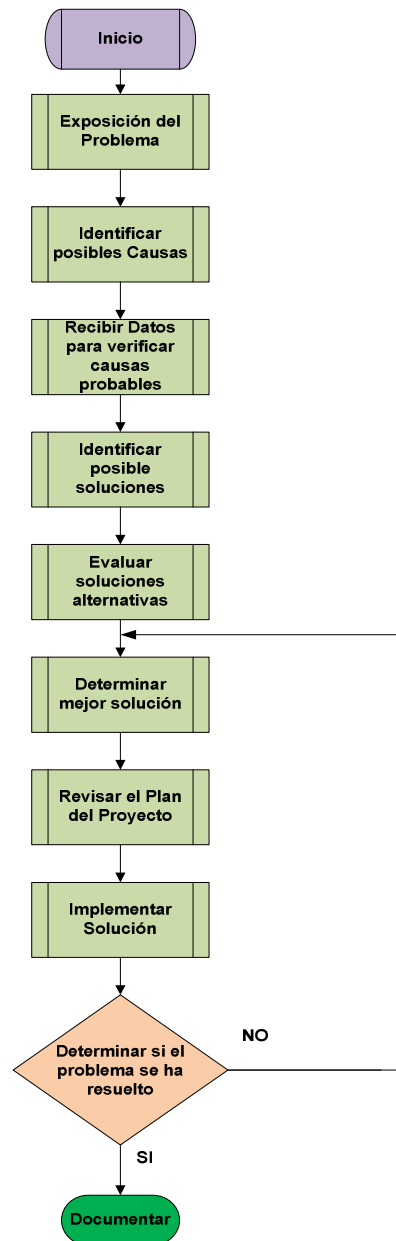 Inicio
Exposición del
Problema
Identificar
posibles Causas
Recibir Datos
para verificar
causas
probables
Identificar
posible
soluciones
Evaluar
soluciones
alternativas
Determinar
mejor solución
Revisar el Plan
del Proyecto
Implementar
Solución
NO
Determinar si el
problema se ha
resuelto
SI
Documentar